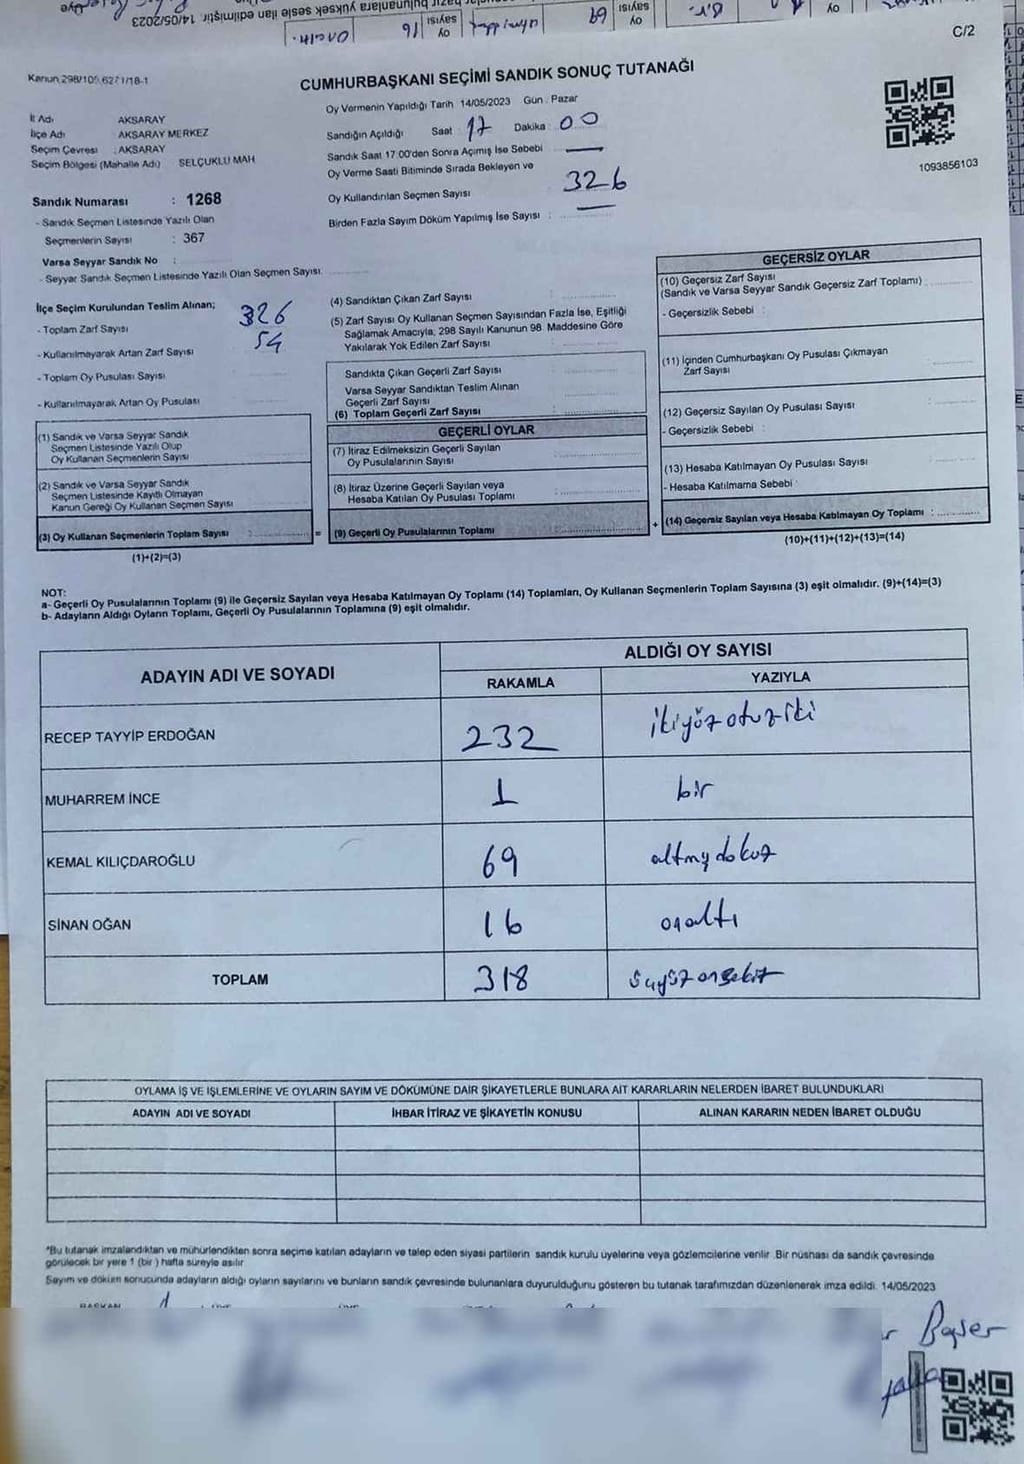 14/05/2023
yüksek sesle ilan edilmiştir.
oy sayısı
16
oy sayısı
69
oy sayısı
C/2
CUMHURBAŞKANI SEÇİMİ SANDIK SONUÇ TUTANAĞI
İl Adı AKSARAY
İlçe Adı AKSARAY MERKEZ
Seçim Çevresi : AKSARAY
Seçim Bölgesi (Mahalle Adı) SELÇUKLU MAH
Oy Vermenin Yapıldığı Tarih 14/05/2023 Gün : Pazar
Sandığın Açıldığı Saat : 17 Dakika : 00
Sandık Saat 17:00'den Sonra Açımış İse Sebebi
Oy Verme Saati Bitiminde Sırada Bekleyen ve
Oy Kullandırılan Seçmen Sayısı 326
Birden Fazla Sayım Döküm Yapılmış İse Sayısı :
1093856103
Sandık Numarası : 1268
- Sandık Seçmen Listesinde Yazılı Olan
Seçmenlerin Sayısı : 367
Varsa Seyyar Sandık No :
- Seyyar Sandık Seçmen Listesinde Yazılı Olan Seçmen Sayısı.
İlçe Seçim Kurulundan Teslim Alınan;
- Toplam Zarf Sayısı 326
- Kullanılmayarak Artan Zarf Sayısı 54
- Toplam Oy Pusulası Sayısı
- Kullanılmayarak Artan Oy Pusulası
(1) Sandık ve Varsa Seyyar Sandık
Seçmen Listesinde Yazılı Olup
Oy Kullanan Seçmenlerin Sayısı
(2) Sandık ve Varsa Seyyar Sandık
Seçmen Listesinde Kayıtlı Olmayan
Kanun Gereği Oy Kullanan Seçmen Sayısı
(3) Oy Kullanan Seçmenlerin Toplam Sayısı :
(1)+(2)=(3)
(4) Sandıktan Çıkan Zarf Sayısı :
(5) Zarf Sayısı Oy Kullanan Seçmen Sayısından Fazla İse, Eşitliği
Sağlamak Amacıyla, 298 Sayılı Kanunun 98. Maddesine Göre
Yakılarak Yok Edilen Zarf Sayısı
Sandıkta Çıkan Geçerli Zarf Sayısı
Varsa Seyyar Sandıktan Teslim Alınan
Geçerli Zarf Sayısı
(6) Toplam Geçerli Zarf Sayısı :
GEÇERLİ OYLAR
(7) İtiraz Edilmeksizin Geçerli Sayılan
Oy Pusulalarının Sayısı :
(8) İtiraz Üzerine Geçerli Sayılan veya
Hesaba Katılan Oy Pusulası Toplamı :
= (9) Geçerli Oy Pusulalarının Toplamı :
GEÇERSİZ OYLAR
(10) Geçersiz Zarf Sayısı
(Sandık ve Varsa Seyyar Sandık Geçersiz Zarf Toplamı) :
- Geçersizlik Sebebi :
(11) İçinden Cumhurbaşkanı Oy Pusulası Çıkmayan
Zarf Sayısı
(12) Geçersiz Sayılan Oy Pusulası Sayısı
- Geçersizlik Sebebi :
(13) Hesaba Katılmayan Oy Pusulası Sayısı
- Hesaba Katılmama Sebebi :
+ (14) Geçersiz Sayılan veya Hesaba Katılmayan Oy Toplamı :
(10)+(11)+(12)+(13)=(14)
NOT:
a- Geçerli Oy Pusulalarının Toplamı (9) ile Geçersiz Sayılan veya Hesaba Katılmayan Oy Toplamı (14) Toplamları, Oy Kullanan Seçmenlerin Toplam Sayısına (3) eşit olmalıdır. (9)+(14)=(3)
b- Adayların Aldığı Oyların Toplamı, Geçerli Oy Pusulalarının Toplamına (9) eşit olmalıdır.
ADAYIN ADI VE SOYADI ALDIĞI OY SAYISI
RAKAMLA YAZIYLA
RECEP TAYYİP ERDOĞAN 232 ikiyüzotuziki
MUHARREM İNCE 1 bir
KEMAL KILIÇDAROĞLU 69 altmışdokuz
SİNAN OĞAN 16 onaltı
TOPLAM 318 üçyüzonsekiz
OYLAMA İŞ VE İŞLEMLERİNE VE OYLARIN SAYIM VE DÖKÜMÜNE DAİR ŞİKAYETLERLE BUNLARA AİT KARARLARIN NELERDEN İBARET BULUNDUKLARI
ADAYIN ADI VE SOYADI İHBAR İTİRAZ VE ŞİKAYETİN KONUSU ALINAN KARARIN NEDEN İBARET OLDUĞU
*Bu tutanak imzalandıktan ve mühürlendikten sonra seçime katılan adayların ve talep eden siyasi partilerin sandık kurulu üyelerine veya gözlemcilerine verilir .Bir nüshası da sandık çevresinde
görülecek bir yere 1 (bir ) hafta süreyle asılır
Sayım ve döküm sonucunda adayların aldığı oyların sayılarını ve bunların sandık çevresinde bulunanlara duyurulduğunu gösteren bu tutanak tarafımızdan düzenlenerek imza edildi. 14/05/2023
BAŞKAN